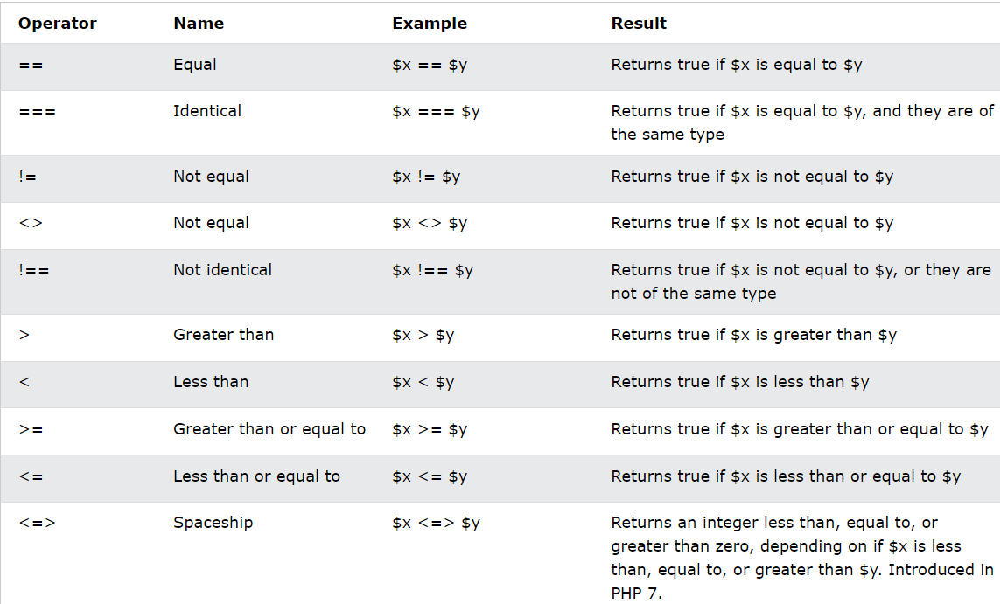 Operator Name Example Result
== Equal $x == $y Returns true if $x is equal to $y
=== Identical $x === $y Returns true if $x is equal to $y, and they are of
the same type
!= Not equal $x != $y Returns true if $x is not equal to $y
<> Not equal $x <> $y Returns true if $x is not equal to $y
!== Not identical $x !== $y Returns true if $x is not equal to $y, or they are
not of the same type
> Greater than $x > $y Returns true if $x is greater than $y
< Less than $x < $y Returns true if $x is less than $y
>= Greater than or equal to $x >= $y Returns true if $x is greater than or equal to $y
<= Less than or equal to $x <= $y Returns true if $x is less than or equal to $y
<=> Spaceship $x <=> $y Returns an integer less than, equal to, or
greater than zero, depending on if $x is less
than, equal to, or greater than $y. Introduced in
PHP 7.